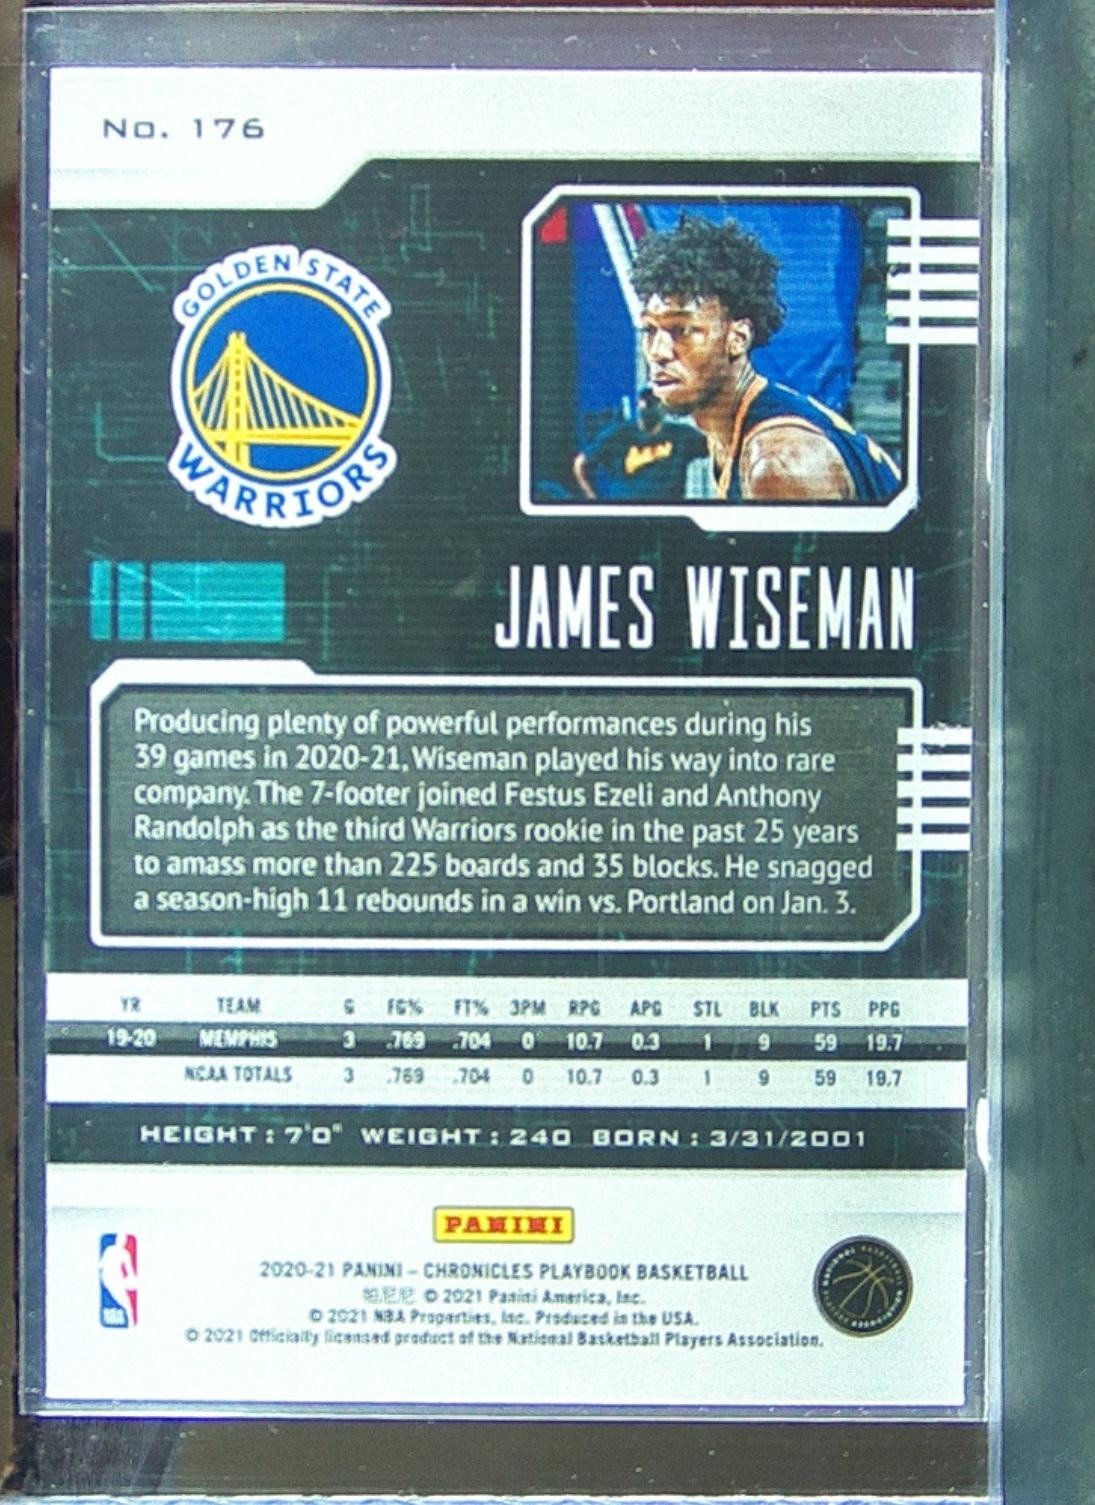 No. 176
GOLDEN STATE
WARRIORS
JAMES WISEMAN
Producing plenty of powerful performances during his
39 games in 2020-21, Wiseman played his way into rare
company. The 7-footer joined Festus Ezeli and Anthony
Randolph as the third Warriors rookie in the past 25 years
to amass more than 225 boards and 35 blocks. He snagged
a season-high 11 rebounds in a win vs. Portland on Jan. 3.
YR TEAM G FG% FT% 3PM RPG APG STL BLK PTS PPG
19-20 MEMPHIS 3 .769 .704 0 10.7 0.3 1 9 59 19.7
NCAA TOTALS 3 .769 .704 0 10.7 0.3 1 9 59 19.7
HEIGHT: 7'0" WEIGHT: 240 BORN: 3/31/2001
PANINI
NBA
2020-21 PANINI – CHRONICLES PLAYBOOK BASKETBALL
© 2021 Panini America, Inc.
© 2021 NBA Properties, Inc. Produced in the USA.
© 2021 Officially licensed product of the National Basketball Players Association.